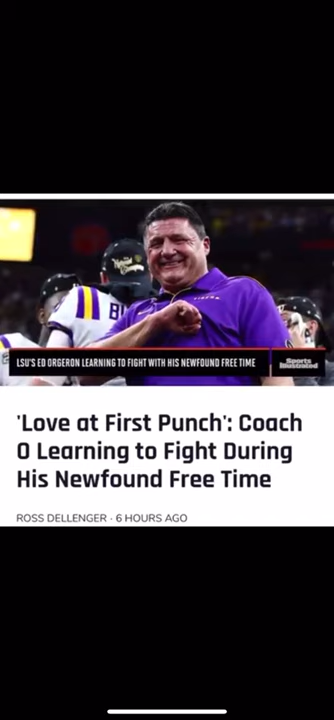 TIGERS
LSU'S ED ORGERON LEARNING TO FIGHT WITH HIS NEWFOUND FREE TIME
Sports
Illustrated
'Love at First Punch': Coach
O Learning to Fight During
His Newfound Free Time
ROSS DELLENGER · 6 HOURS AGO